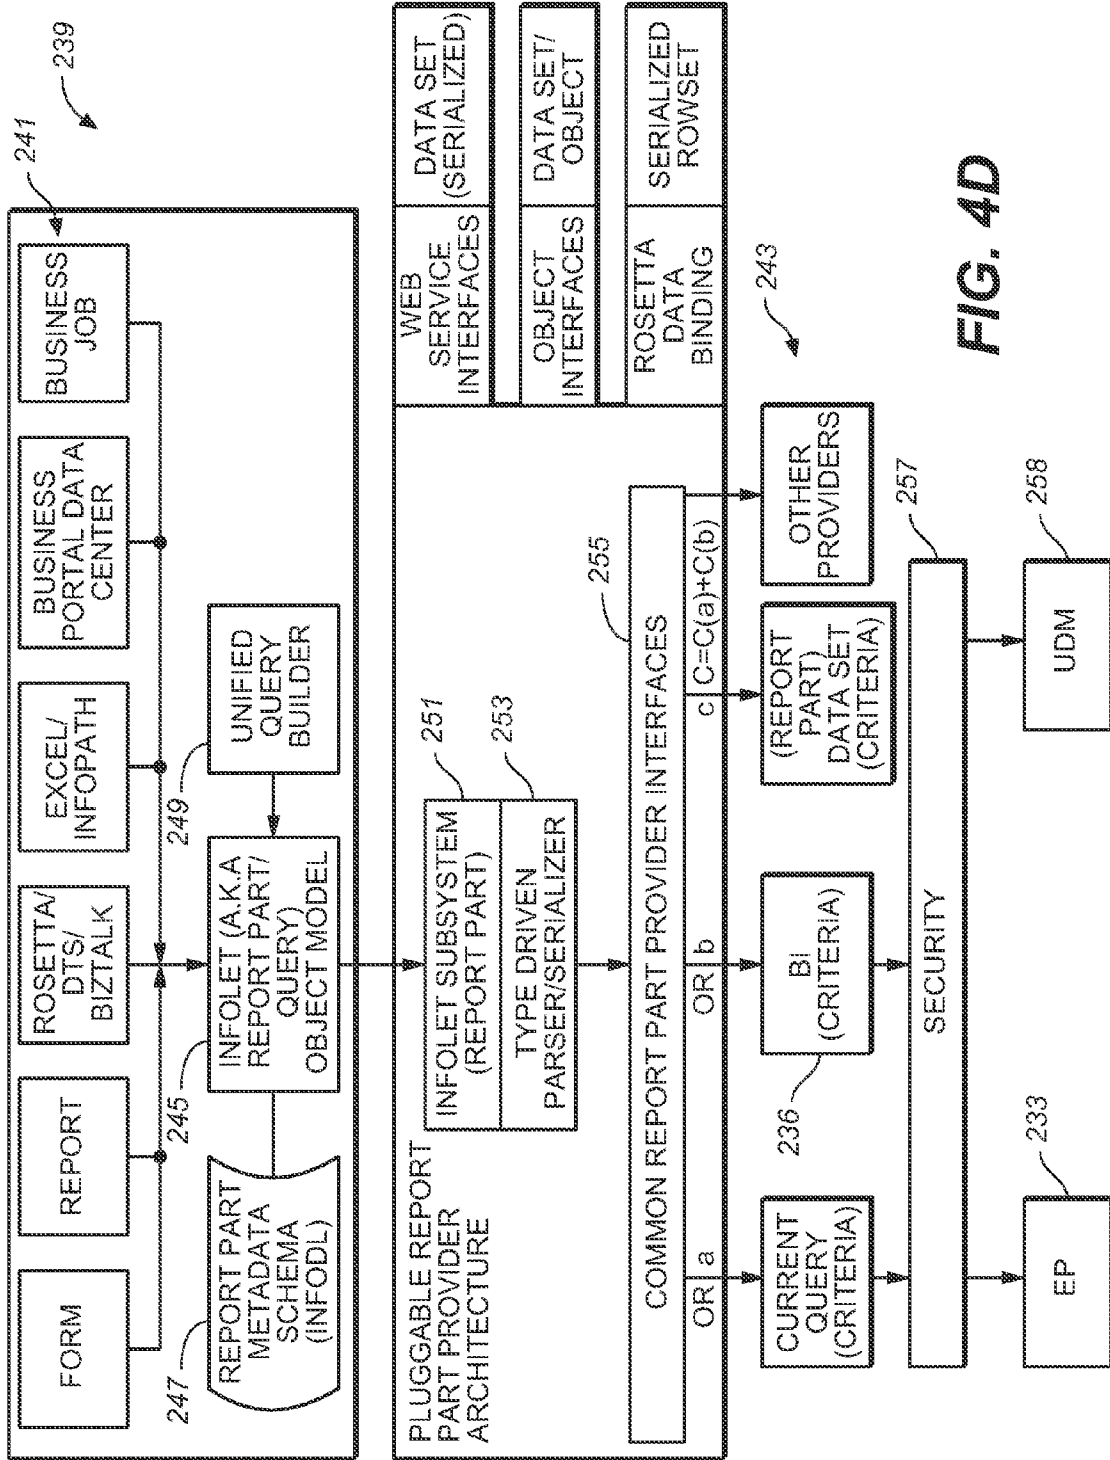 239
241
FORM
REPORT
ROSETTA/
DTS/
BIZTALK
EXCEL/
INFOPATH
BUSINESS
PORTAL DATA
CENTER
BUSINESS
JOB
247
REPORT PART
METADATA
SCHEMA
(INFODL)
245
INFOLET (A.K.A
REPORT PART/
QUERY)
OBJECT MODEL
249
UNIFIED
QUERY
BUILDER
PLUGGABLE REPORT
PART PROVIDER
ARCHITECTURE
INFOLET SUBSYSTEM
(REPORT PART)
251
TYPE DRIVEN
PARSER/SERIALIZER
253
COMMON REPORT PART PROVIDER INTERFACES
255
WEB
SERVICE
INTERFACES
DATA SET
(SERIALIZED)
OBJECT
INTERFACES
DATA SET/
OBJECT
ROSETTA
DATA
BINDING
SERIALIZED
ROWSET
OR a
OR b
c C=C(a)+C(b)
243
CURRENT
QUERY
(CRITERIA)
236
BI
(CRITERIA)
(REPORT
PART)
DATA SET
(CRITERIA)
OTHER
PROVIDERS
SECURITY
257
EP
233
UDM
258
FIG. 4D